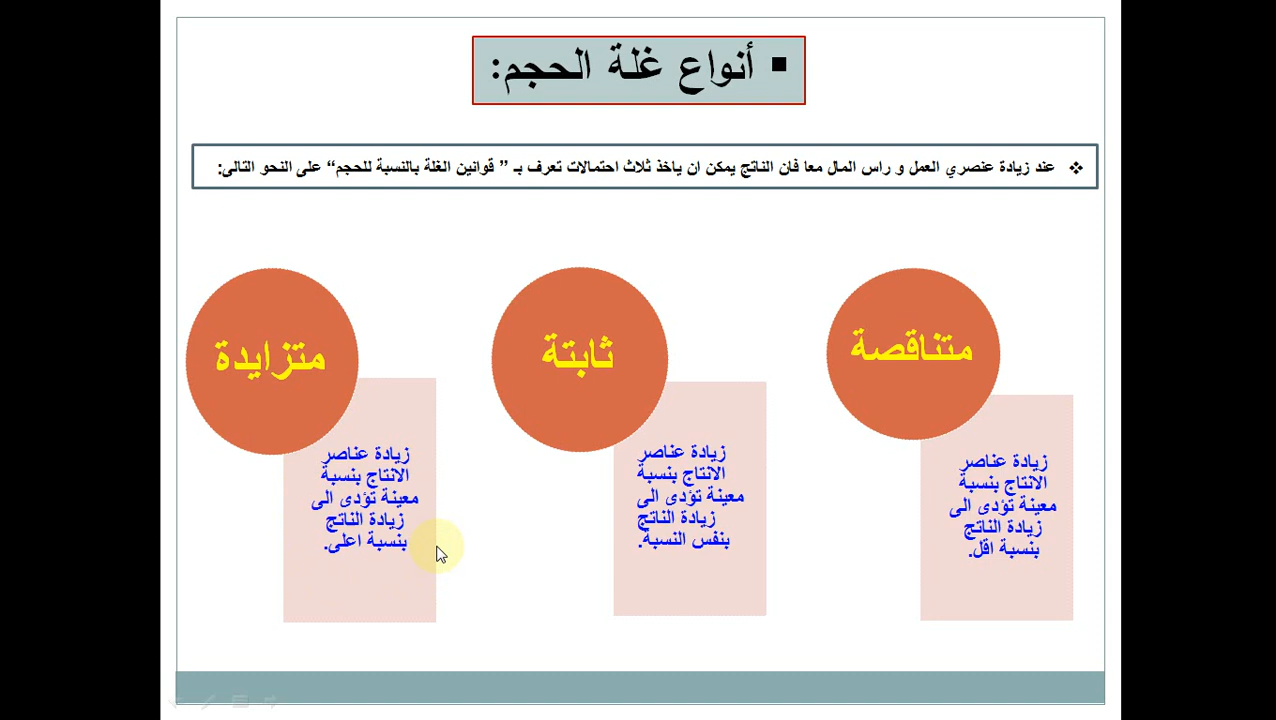 ▪ أنواع غلة الحجم:
❖ عند زيادة عنصري العمل و راس المال معا فان الناتج يمكن ان ياخذ ثلاث احتمالات تعرف بـ ” قوانين الغلة بالنسبة للحجم“ على النحو التالى:
متناقصة
زيادة عناصر
الانتاج بنسبة
معينة تؤدى الى
زيادة الناتج
بنسبة اقل.
ثابتة
زيادة عناصر
الانتاج بنسبة
معينة تؤدى الى
زيادة الناتج
بنفس النسبة.
متزايدة
زيادة عناصر
الانتاج بنسبة
معينة تؤدى الى
زيادة الناتج
بنسبة اعلى.